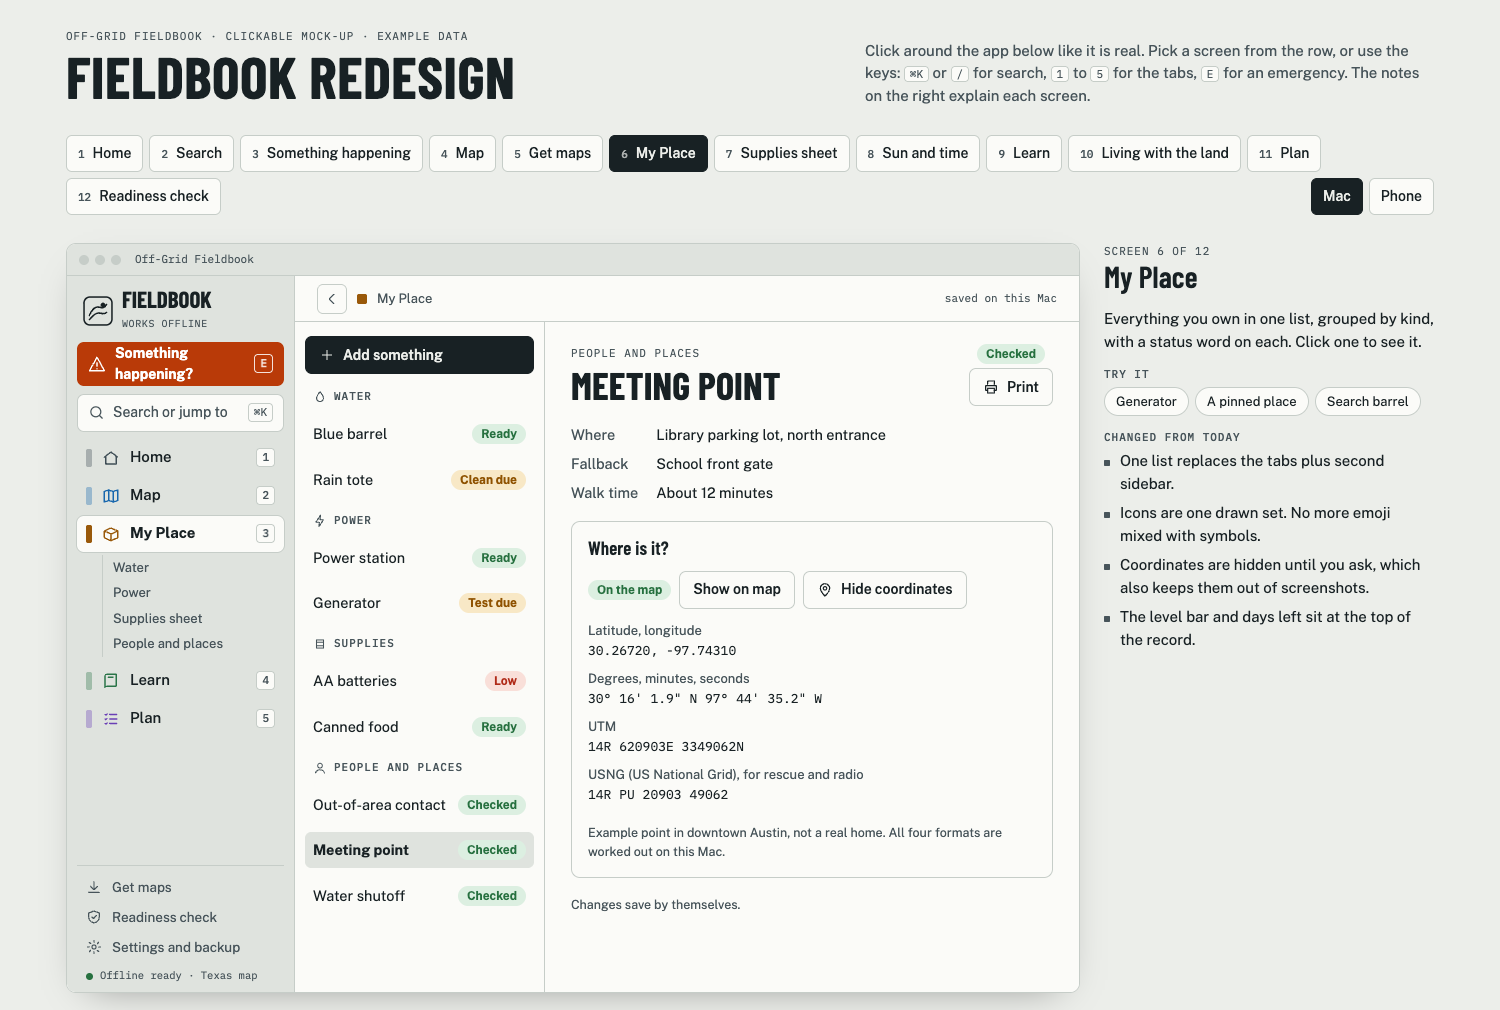 OFF-GRID FIELDBOOK · CLICKABLE MOCK-UP · EXAMPLE DATA
FIELDBOOK REDESIGN
Click around the app below like it is real. Pick a screen from the row, or use the
keys: ⌘K or / for search, 1 to 5 for the tabs, E for an emergency. The notes
on the right explain each screen.
1 Home
2 Search
3 Something happening
4 Map
5 Get maps
6 My Place
7 Supplies sheet
8 Sun and time
9 Learn
10 Living with the land
11 Plan
12 Readiness check
Mac
Phone
Off-Grid Fieldbook
FIELDBOOK
WORKS OFFLINE
Something
happening?
E
Search or jump to ⌘K
Home 1
Map 2
My Place 3
Water
Power
Supplies sheet
People and places
Learn 4
Plan 5
Get maps
Readiness check
Settings and backup
Offline ready · Texas map
My Place
saved on this Mac
+ Add something
WATER
Blue barrel Ready
Rain tote Clean due
POWER
Power station Ready
Generator Test due
SUPPLIES
AA batteries Low
Canned food Ready
PEOPLE AND PLACES
Out-of-area contact Checked
Meeting point Checked
Water shutoff Checked
PEOPLE AND PLACES
Checked
MEETING POINT
Print
Where Library parking lot, north entrance
Fallback School front gate
Walk time About 12 minutes
Where is it?
On the map
Show on map
Hide coordinates
Latitude, longitude
30.26720, -97.74310
Degrees, minutes, seconds
30° 16' 1.9" N 97° 44' 35.2" W
UTM
14R 620903E 3349062N
USNG (US National Grid), for rescue and radio
14R PU 20903 49062
Example point in downtown Austin, not a real home. All four formats are
worked out on this Mac.
Changes save by themselves.
SCREEN 6 OF 12
My Place
Everything you own in one list, grouped by kind,
with a status word on each. Click one to see it.
TRY IT
Generator
A pinned place
Search barrel
CHANGED FROM TODAY
One list replaces the tabs plus second
sidebar.
Icons are one drawn set. No more emoji
mixed with symbols.
Coordinates are hidden until you ask, which
also keeps them out of screenshots.
The level bar and days left sit at the top of
the record.